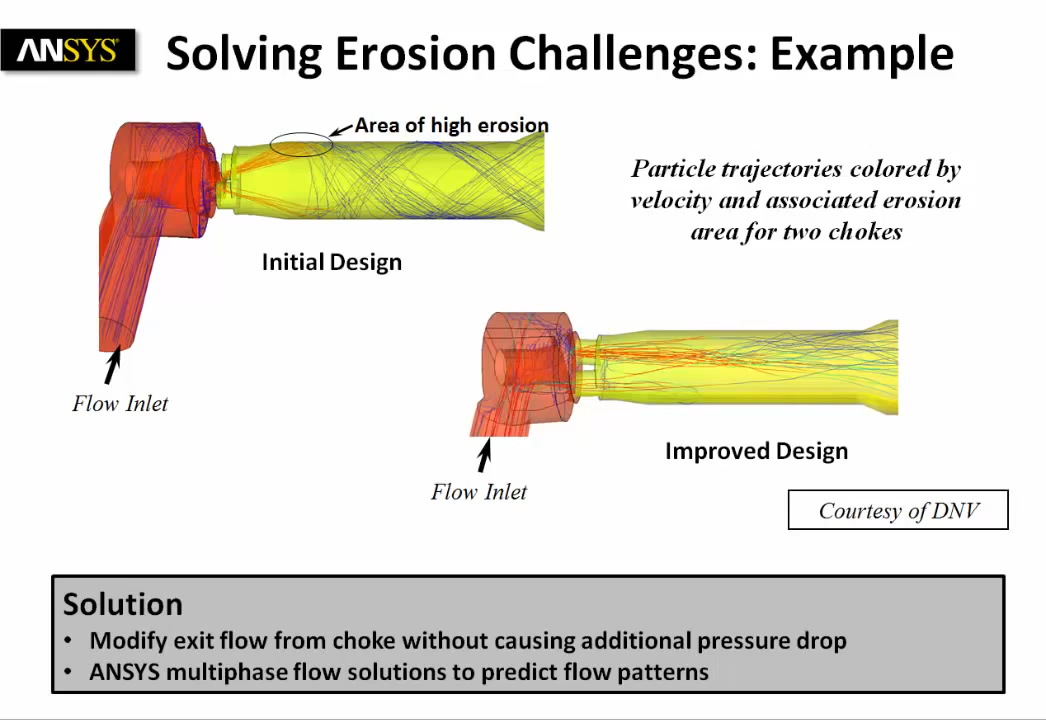 ANSYS®
Solving Erosion Challenges: Example
Area of high erosion
Particle trajectories colored by
velocity and associated erosion
area for two chokes
Initial Design
Flow Inlet
Improved Design
Flow Inlet
Courtesy of DNV
Solution
• Modify exit flow from choke without causing additional pressure drop
• ANSYS multiphase flow solutions to predict flow patterns